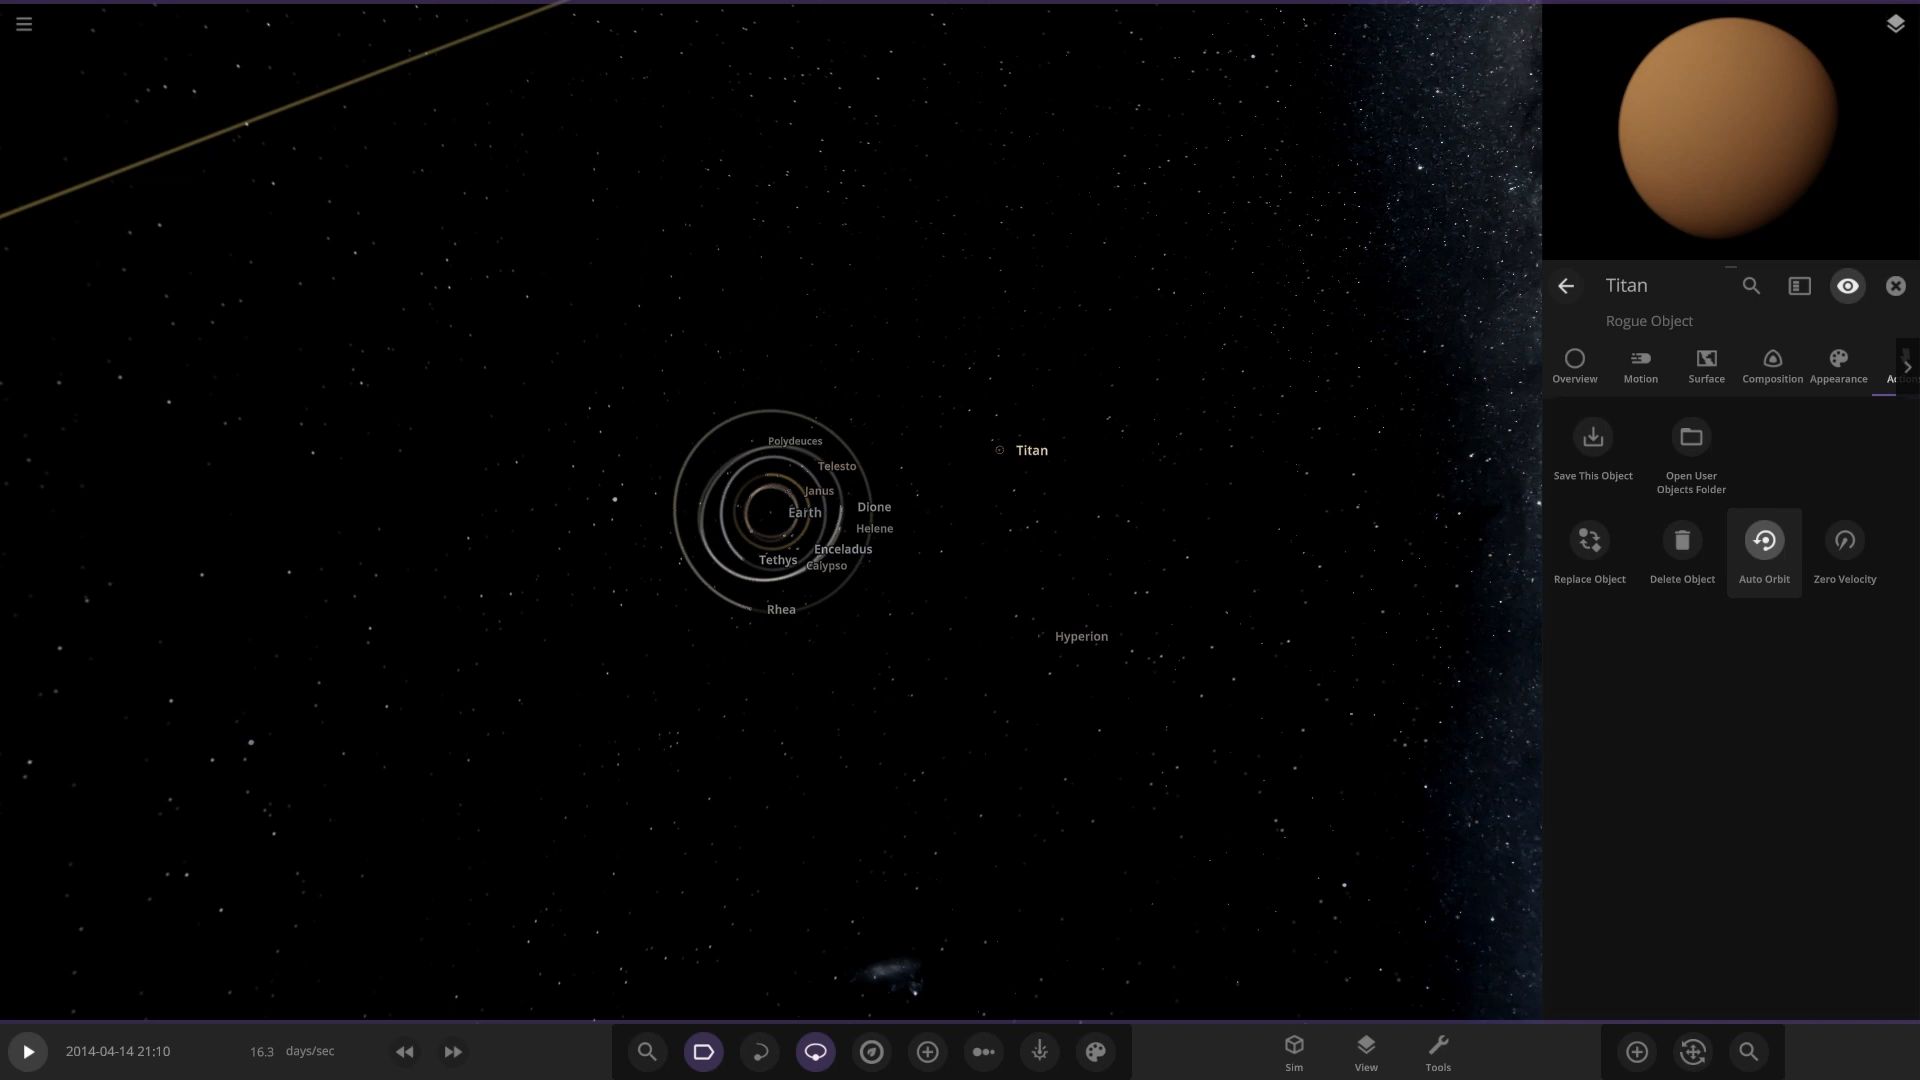 Titan
Rogue Object
Overview
Motion
Surface
Composition
Appearance
Save This Object
Open User
Objects Folder
Replace Object
Delete Object
Auto Orbit
Zero Velocity
Polydeuces
Telesto
Janus
Earth
Dione
Helene
Enceladus
Tethys
Calypso
Rhea
Titan
Hyperion
2014-04-14 21:10
16.3 days/sec
Sim
View
Tools